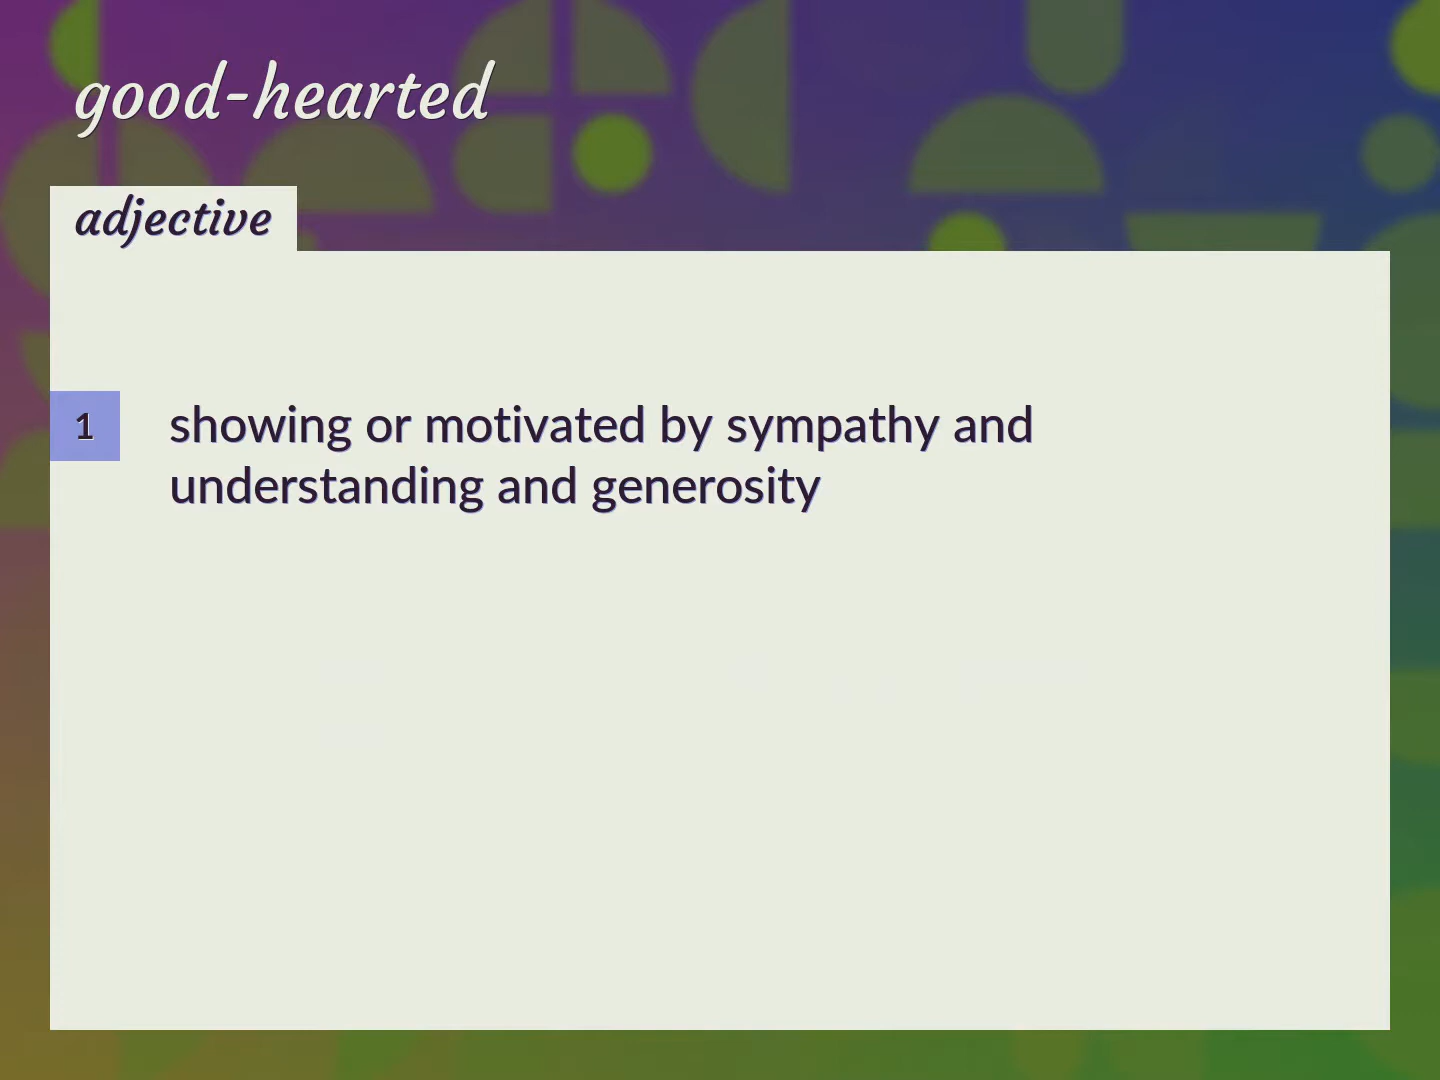 good-hearted
adjective
1 showing or motivated by sympathy and
understanding and generosity